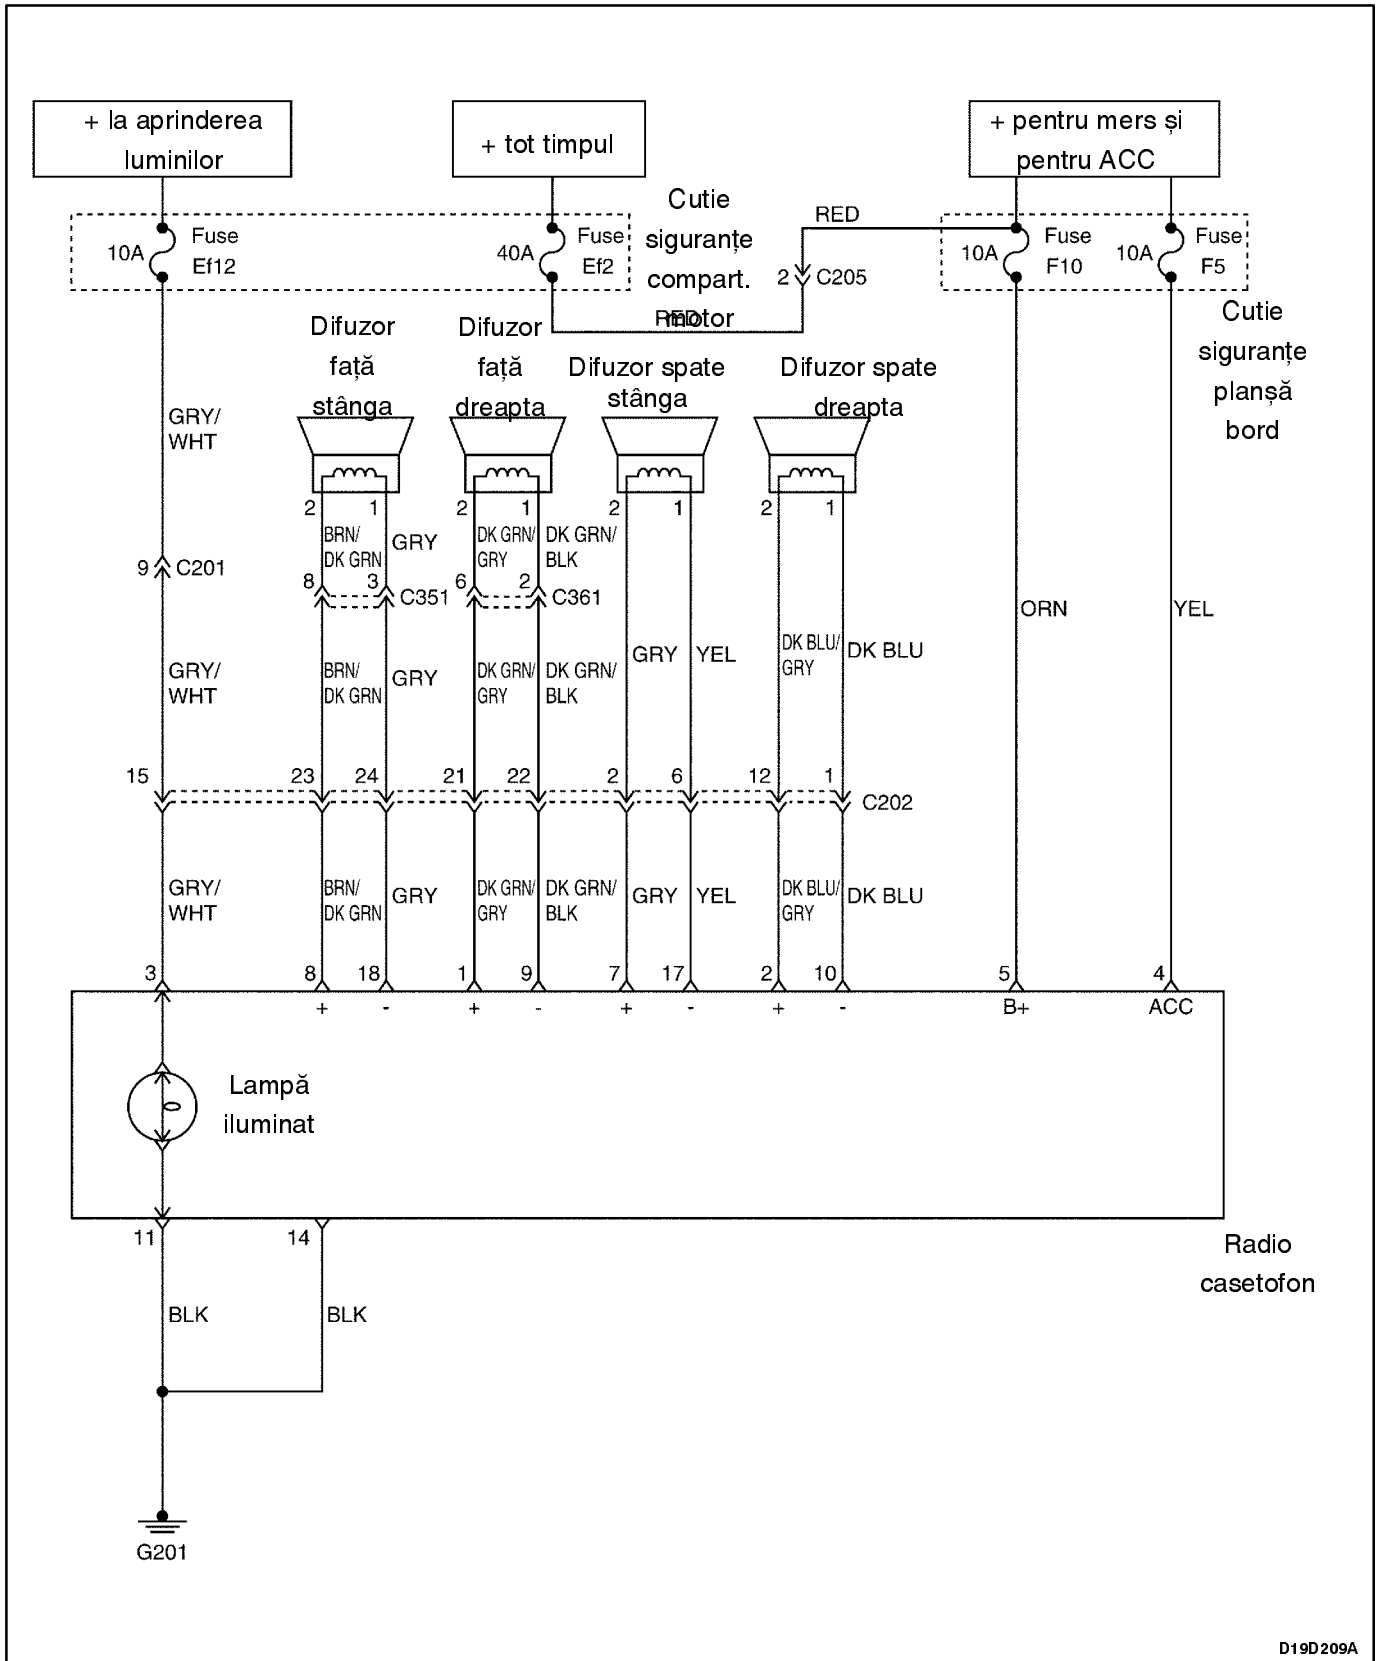 + la aprinderea
luminilor
+ tot timpul
+ pentru mers și
pentru ACC
10A
Fuse
Ef12
40A
Fuse
Ef2
Cutie
siguranțe
compart.
motor
RED
2
C205
RED
10A
Fuse
F10
10A
Fuse
F5
Cutie
siguranțe
planșă
bord
Difuzor
față
stânga
Difuzor
față
dreapta
Difuzor spate
stânga
Difuzor spate
dreapta
GRY/
WHT
2
1
2
1
2
1
2
1
BRN/
DK GRN
GRY
DK GRN/
GRY
DK GRN/
BLK
9
C201
8
3
C351
6
2
C361
ORN
YEL
GRY/
WHT
BRN/
DK GRN
GRY
DK GRN/
GRY
DK GRN/
BLK
GRY
YEL
DK BLU/
GRY
DK BLU
15
23
24
21
22
2
6
12
1
C202
GRY/
WHT
BRN/
DK GRN
GRY
DK GRN/
GRY
DK GRN/
BLK
GRY
YEL
DK BLU/
GRY
DK BLU
3
8
18
1
9
7
17
2
10
5
4
+
-
+
-
+
-
+
-
B+
ACC
Lampă
iluminat
11
14
Radio
casetofon
BLK
BLK
G201
D19D209A